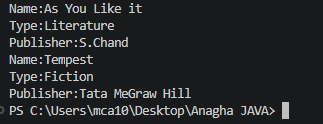 Name:As You Like it
Type:Literature
Publisher:S.Chand
Name:Tempest
Type:Fiction
Publisher:Tata MeGraw Hill
PS C:\Users\mca10\Desktop\Anagha JAVA>